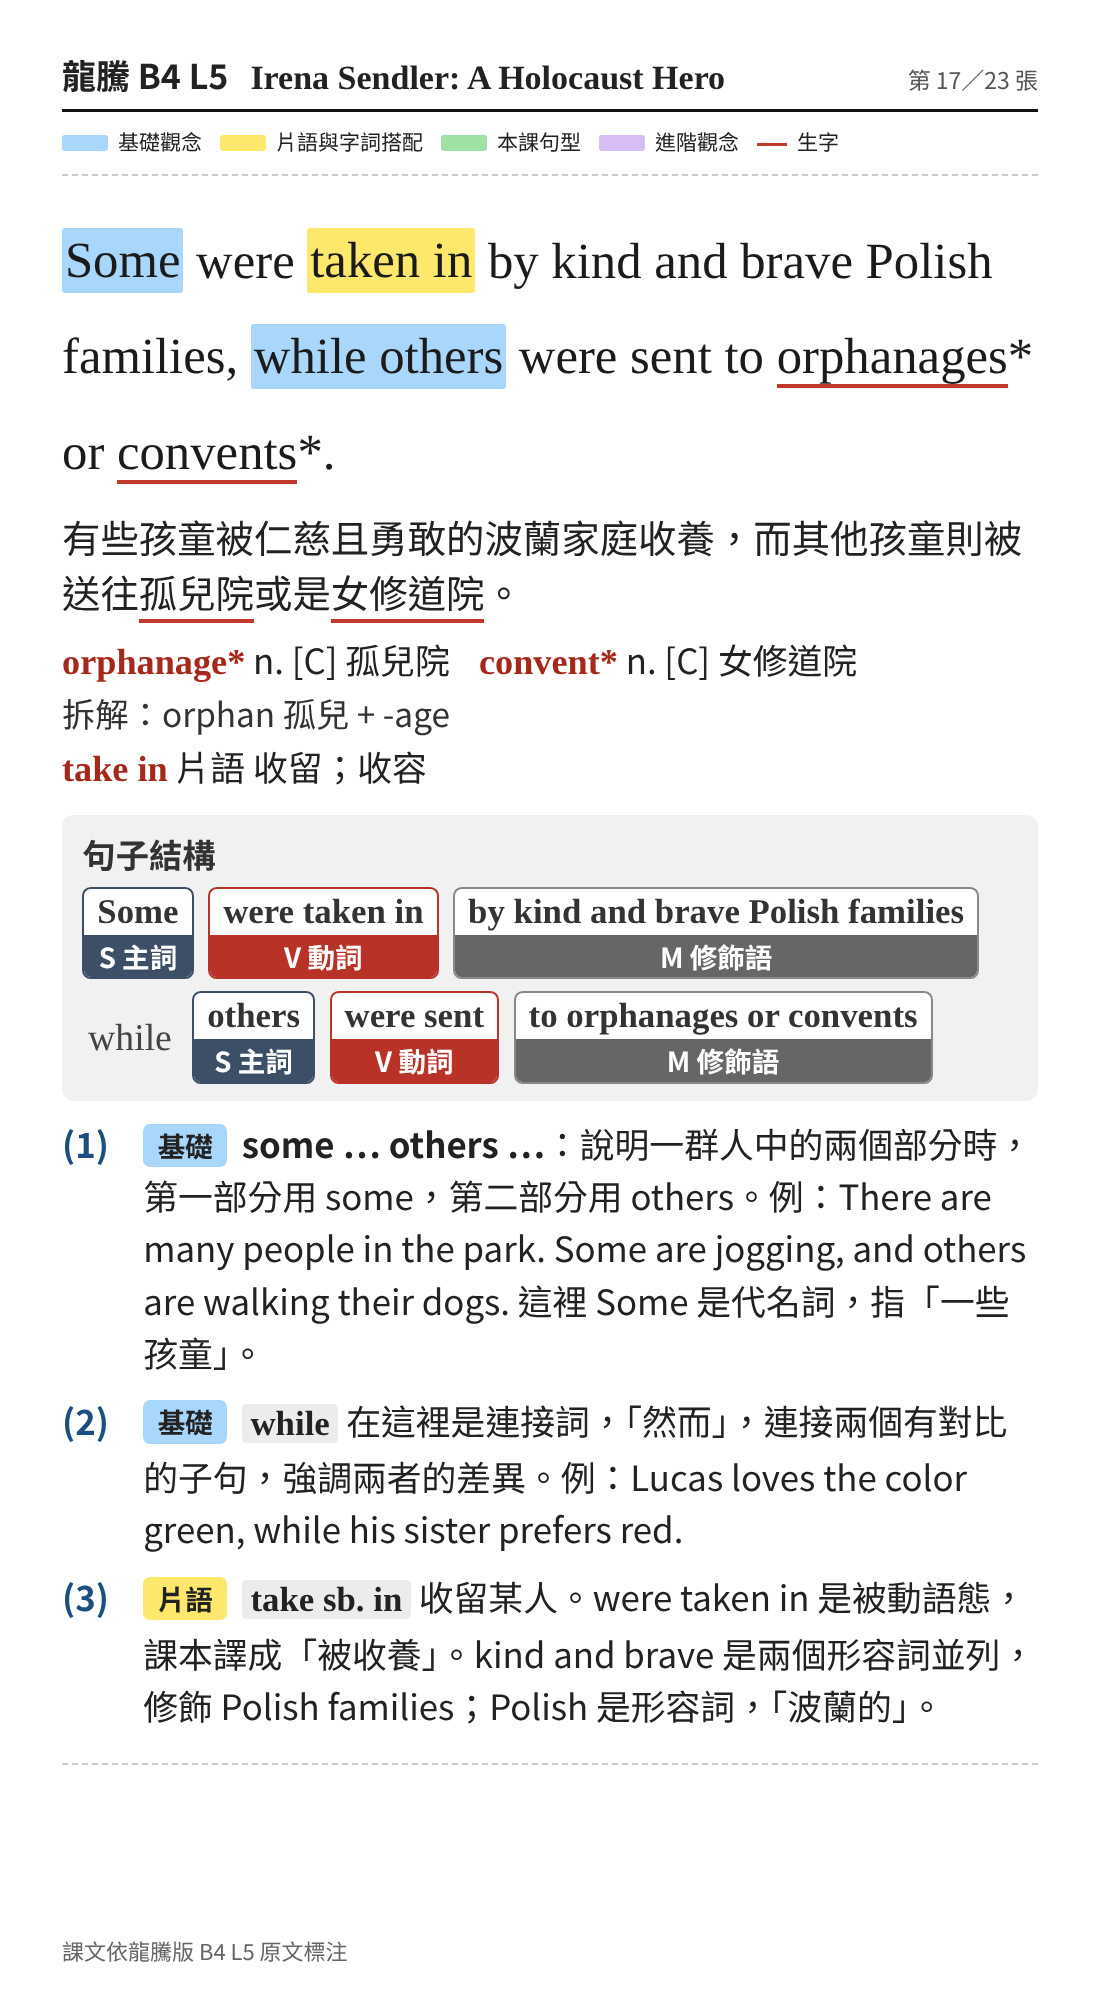 龍騰 B4 L5 Irena Sendler: A Holocaust Hero 第 17／23 張
基礎觀念 片語與字詞搭配 本課句型 進階觀念 生字
Some were taken in by kind and brave Polish
families, while others were sent to orphanages*
or convents*.
有些孩童被仁慈且勇敢的波蘭家庭收養，而其他孩童則被
送往孤兒院或是女修道院。
orphanage* n. [C] 孤兒院 convent* n. [C] 女修道院
拆解：orphan 孤兒 + -age
take in 片語 收留；收容
句子結構
Some were taken in by kind and brave Polish families
S 主詞 V 動詞 M 修飾語
while others were sent to orphanages or convents
S 主詞 V 動詞 M 修飾語
(1) 基礎 some … others …：說明一群人中的兩個部分時，
第一部分用 some，第二部分用 others。例：There are
many people in the park. Some are jogging, and others
are walking their dogs. 這裡 Some 是代名詞，指「一些
孩童」。
(2) 基礎 while 在這裡是連接詞，「然而」，連接兩個有對比
的子句，強調兩者的差異。例：Lucas loves the color
green, while his sister prefers red.
(3) 片語 take sb. in 收留某人。were taken in 是被動語態，
課本譯成「被收養」。kind and brave 是兩個形容詞並列，
修飾 Polish families；Polish 是形容詞，「波蘭的」。
課文依龍騰版 B4 L5 原文標注